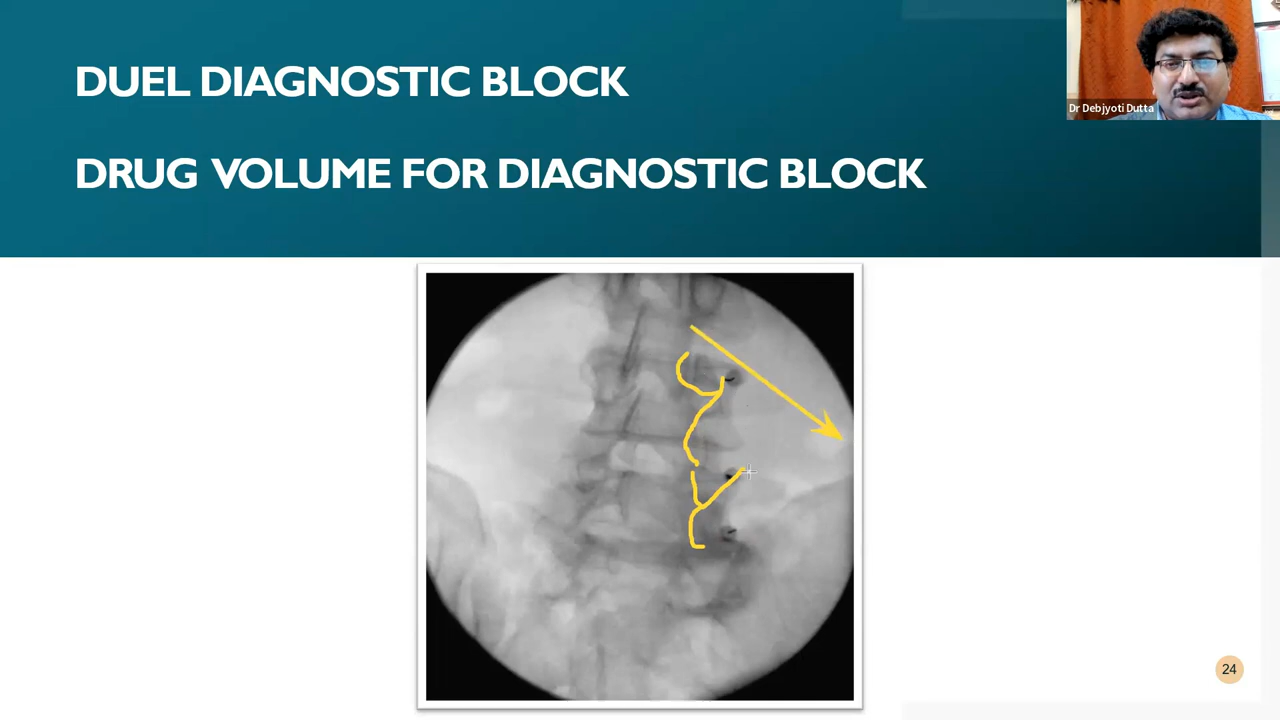 DUEL DIAGNOSTIC BLOCK
Dr Debjyoti Dutta
DRUG VOLUME FOR DIAGNOSTIC BLOCK
24